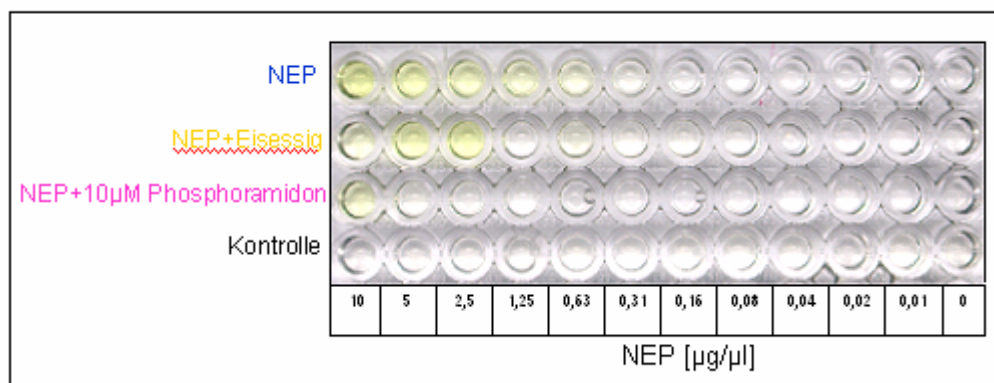 NEP
NEP+Eisessig
NEP+10µM Phosphoramidon
Kontrolle
10 5 2,5 1,25 0,63 0,31 0,16 0,08 0,04 0,02 0,01 0
NEP [µg/µl]